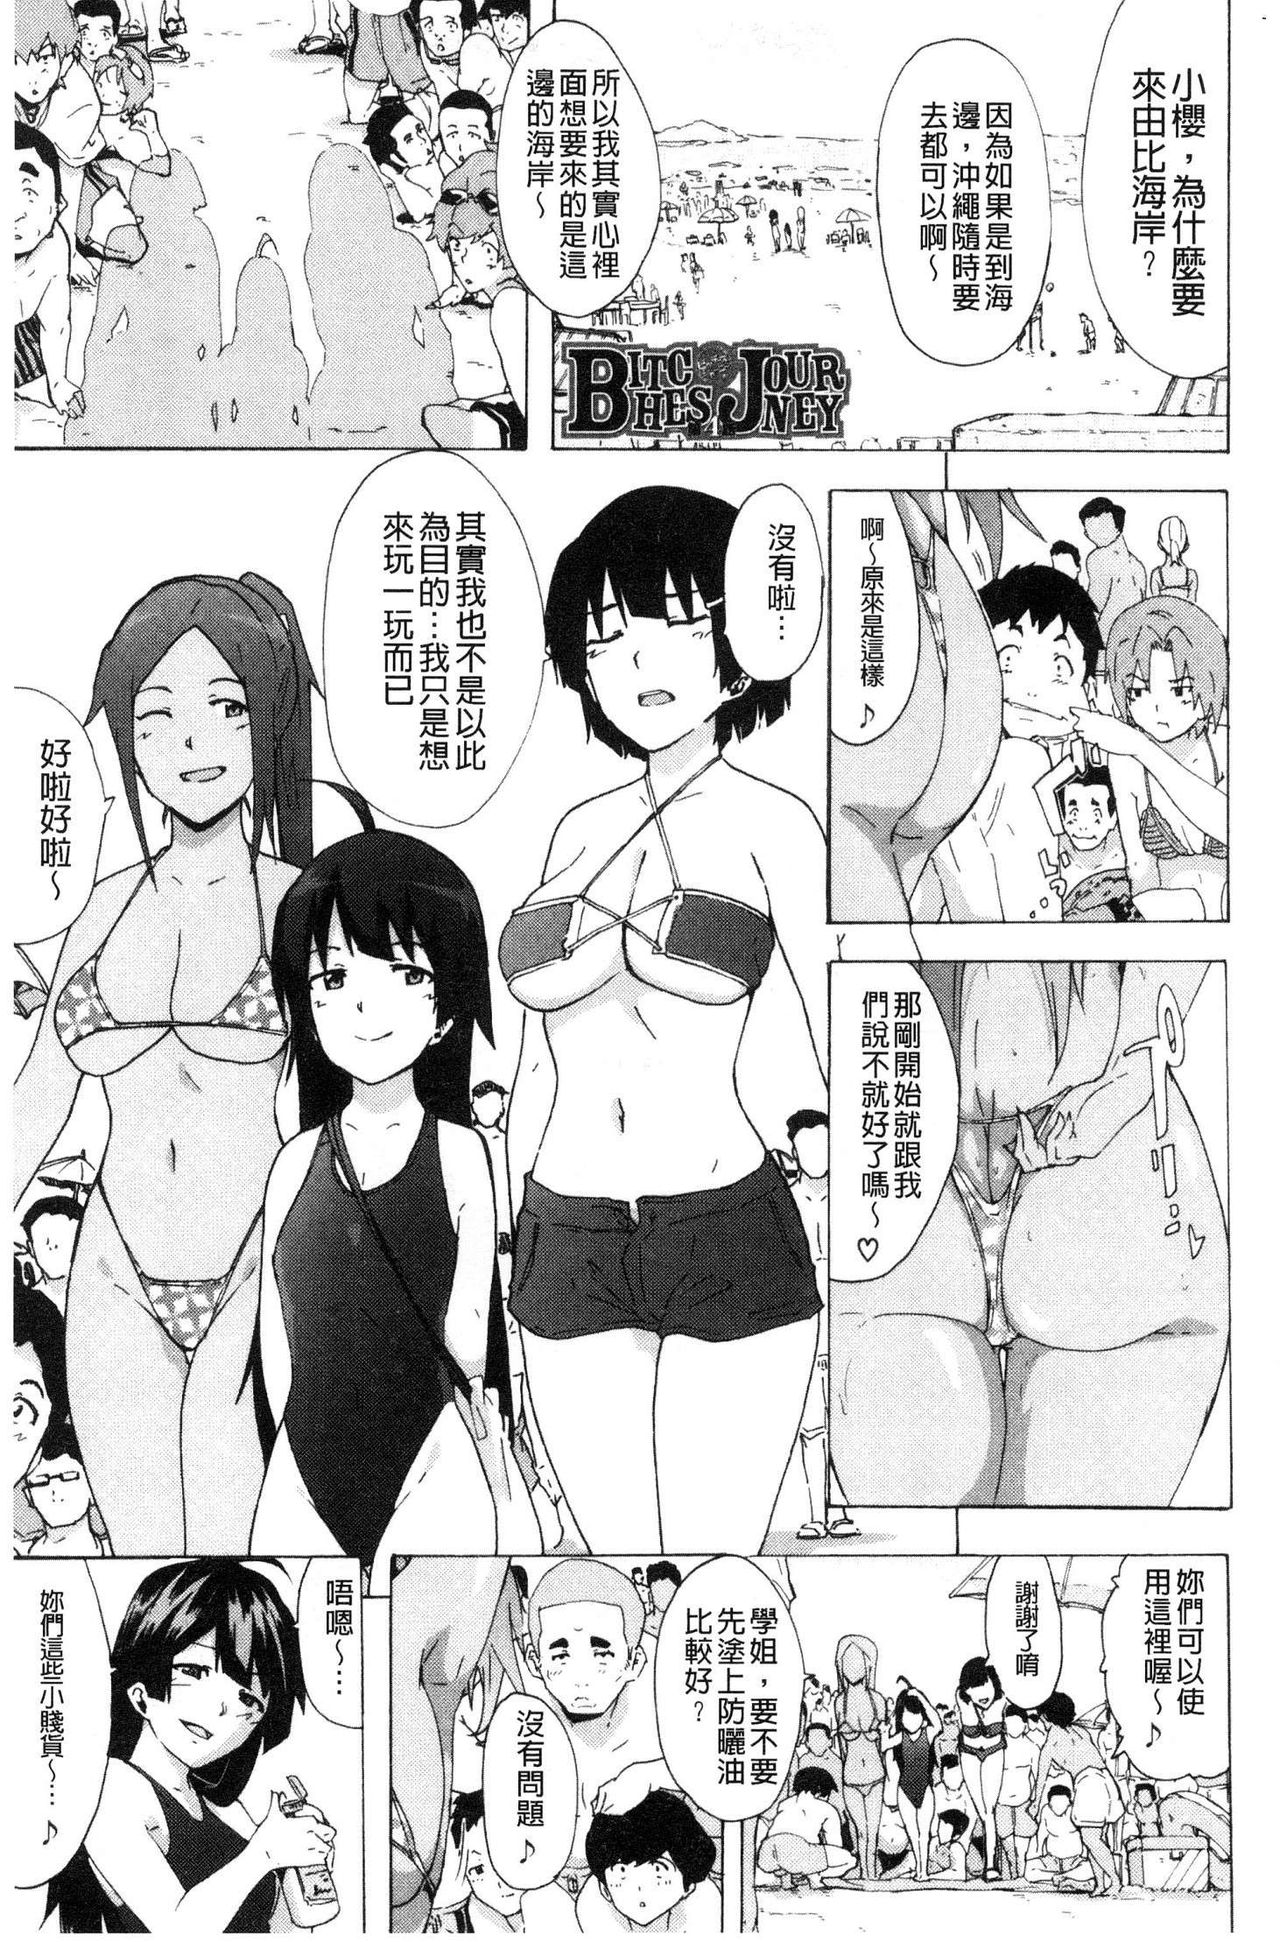 小櫻，為什麼要
來由比海岸？
因為如果是到海
邊，沖繩隨時要
去都可以啊～
所以我其實心裡
面想要來的是這
邊的海岸～
BITCHES JOURNEY
啊～原來是這樣♪
那剛開始就跟我
們說不就好了嗎～♡
沒有啦…
其實我也不是以此
為目的…我只是想
來玩一玩而已
好啦好啦～
妳們可以使
用這裡喔～♪
謝謝了唷
學姐，要不要
先塗上防曬油
比較好？
沒有問題♪
唔嗯～…
妳們這些小賤貨～…♪